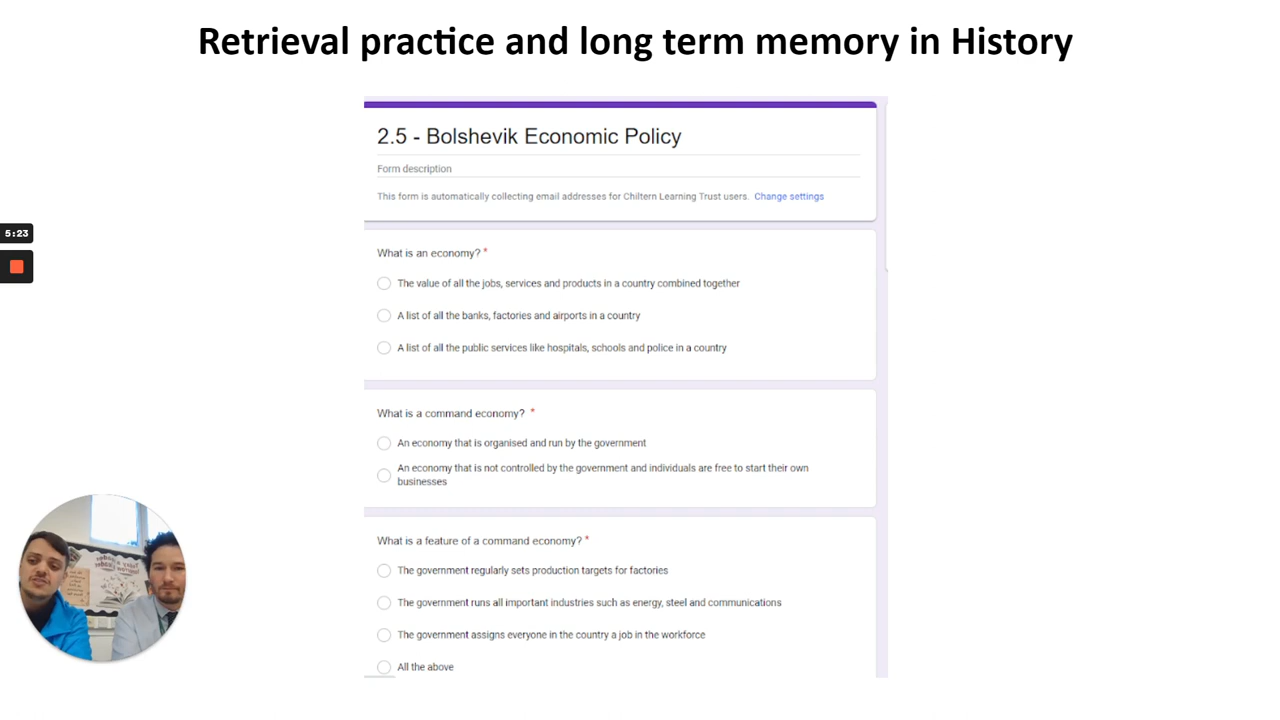 Retrieval practice and long term memory in History
2.5 - Bolshevik Economic Policy
Form description
This form is automatically collecting email addresses for Chiltern Learning Trust users. Change settings
What is an economy? *
The value of all the jobs, services and products in a country combined together
A list of all the banks, factories and airports in a country
A list of all the public services like hospitals, schools and police in a country
What is a command economy? *
An economy that is organised and run by the government
An economy that is not controlled by the government and individuals are free to start their own
businesses
What is a feature of a command economy? *
The government regularly sets production targets for factories
The government runs all important industries such as energy, steel and communications
The government assigns everyone in the country a job in the workforce
All the above
5:23